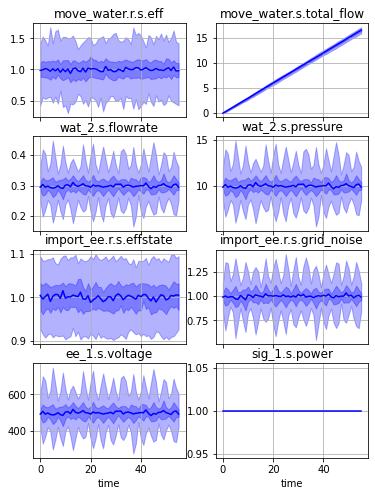 move_water.r.s.eff
move_water.s.total_flow
1.5
1.0
0.5
15
10
5
0
wat_2.s.flowrate
wat_2.s.pressure
0.4
0.3
0.2
15
10
import_ee.r.s.effstate
import_ee.r.s.grid_noise
1.1
1.0
0.9
1.25
1.00
0.75
ee_1.s.voltage
sig_1.s.power
600
400
1.05
1.00
0.95
0 20 40
0 20 40
time
time